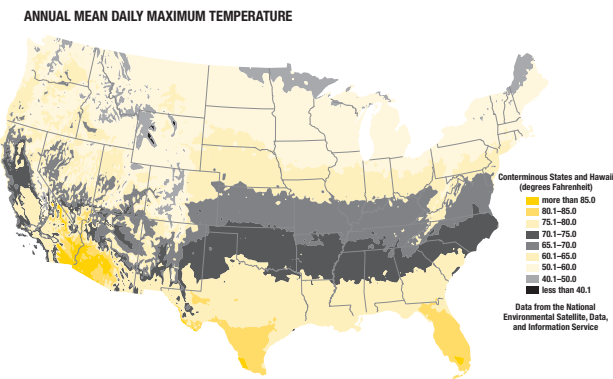 ANNUAL MEAN DAILY MAXIMUM TEMPERATURE
Conterminous States and Hawaii
(degrees Fahrenheit)
more than 85.0
80.1–85.0
75.1–80.0
70.1–75.0
65.1–70.0
60.1–65.0
50.1–60.0
40.1–50.0
less than 40.1
Data from the National
Environmental Satellite, Data,
and Information Service